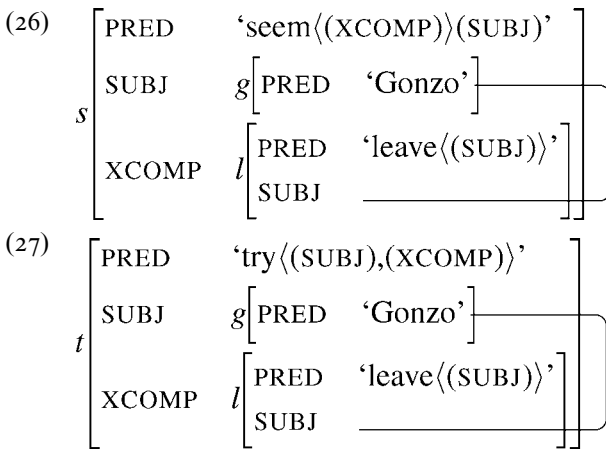 (26) PRED ‘seem⟨(XCOMP)⟩(SUBJ)’
SUBJ g[PRED ‘Gonzo’]
s
XCOMP l[PRED ‘leave⟨(SUBJ)⟩’
SUBJ
(27) PRED ‘try⟨(SUBJ),(XCOMP)⟩’
SUBJ g[PRED ‘Gonzo’]
t
XCOMP l[PRED ‘leave⟨(SUBJ)⟩’
SUBJ